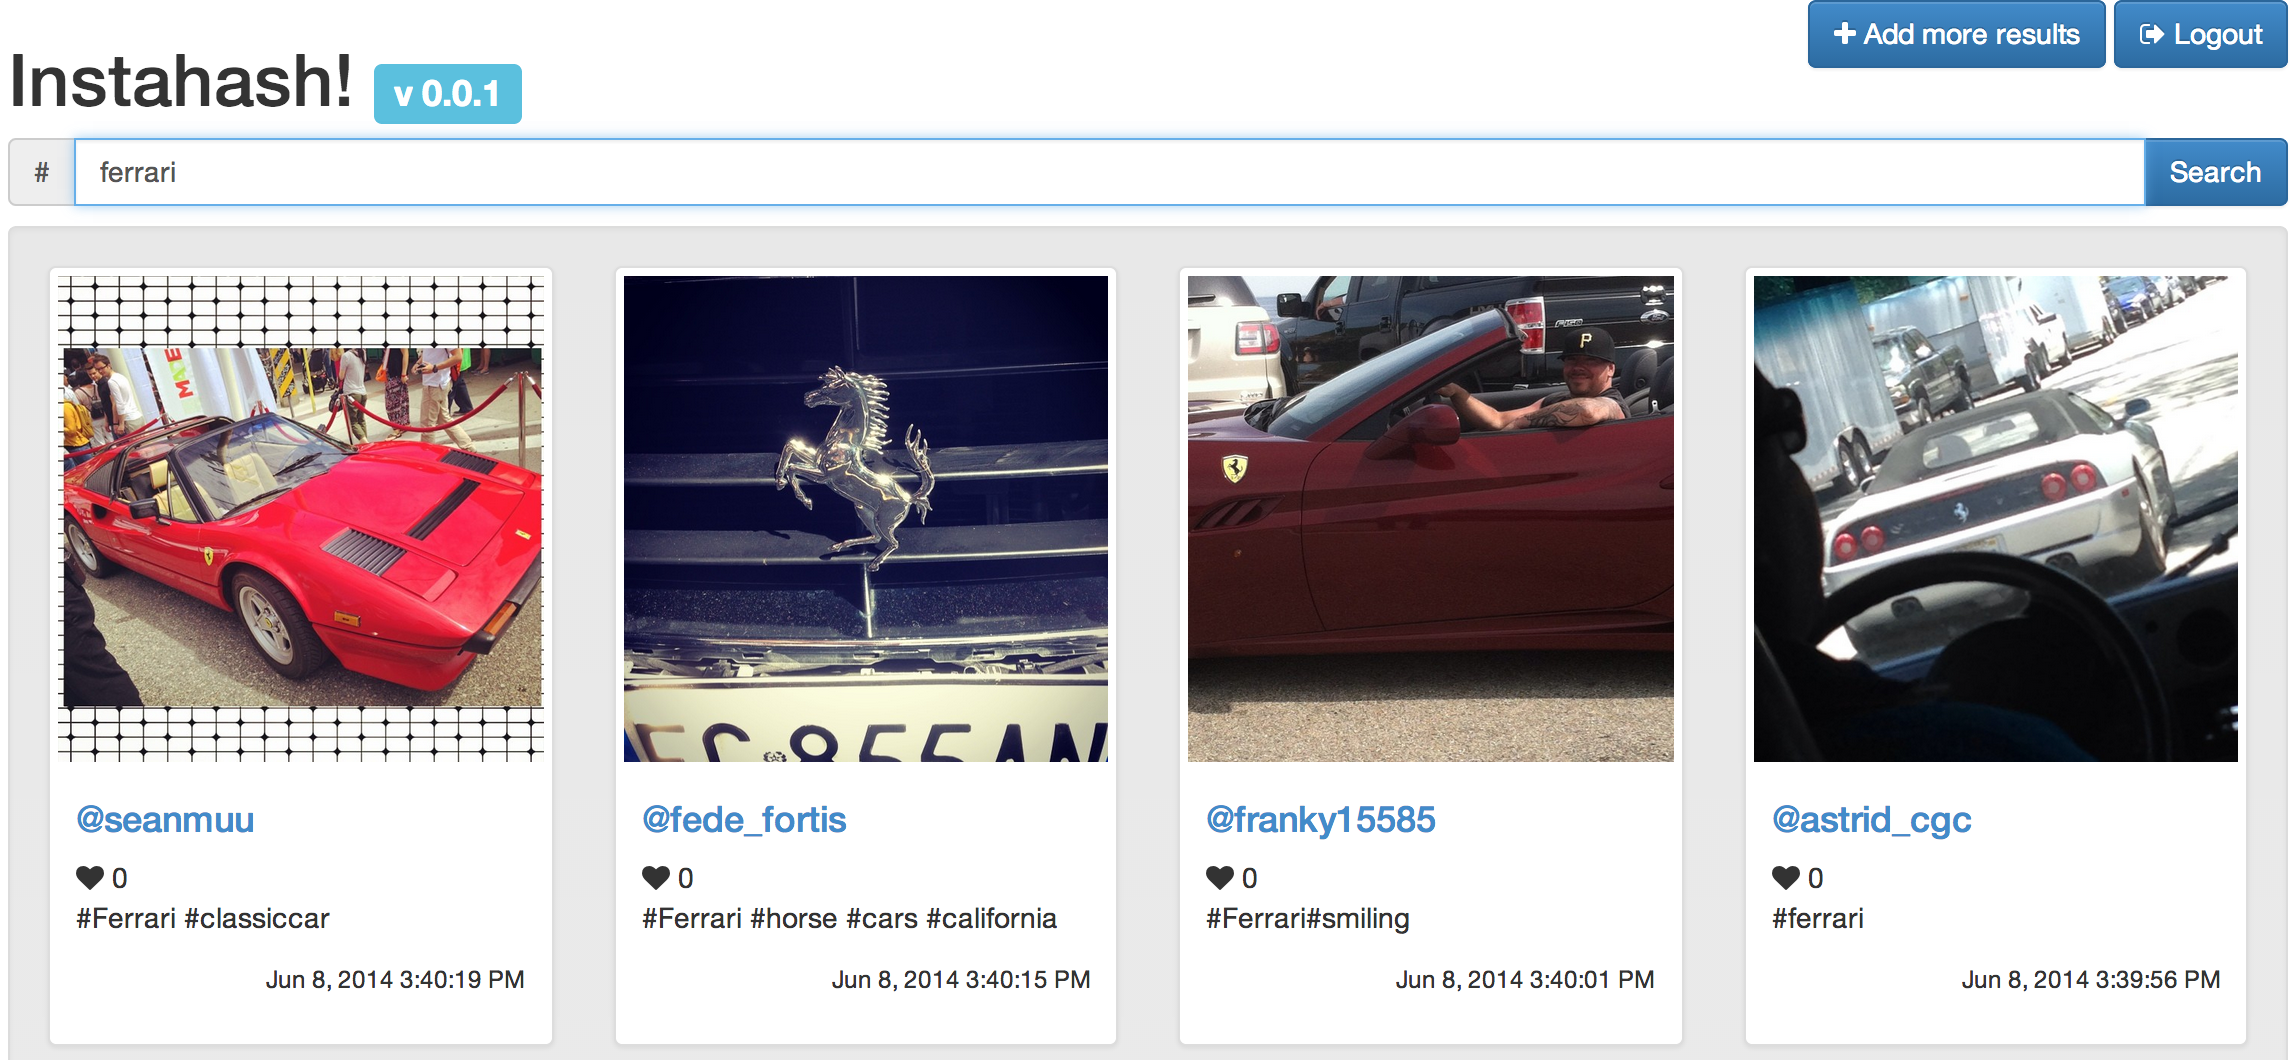 + Add more results
Logout
Instahash! v 0.0.1
#
ferrari
Search
MATE
@seanmuu
0
#Ferrari #classiccar
Jun 8, 2014 3:40:19 PM
@fede_fortis
0
#Ferrari #horse #cars #california
Jun 8, 2014 3:40:15 PM
F150
P
@franky15585
0
#Ferrari#smiling
Jun 8, 2014 3:40:01 PM
@astrid_cgc
0
#ferrari
Jun 8, 2014 3:39:56 PM